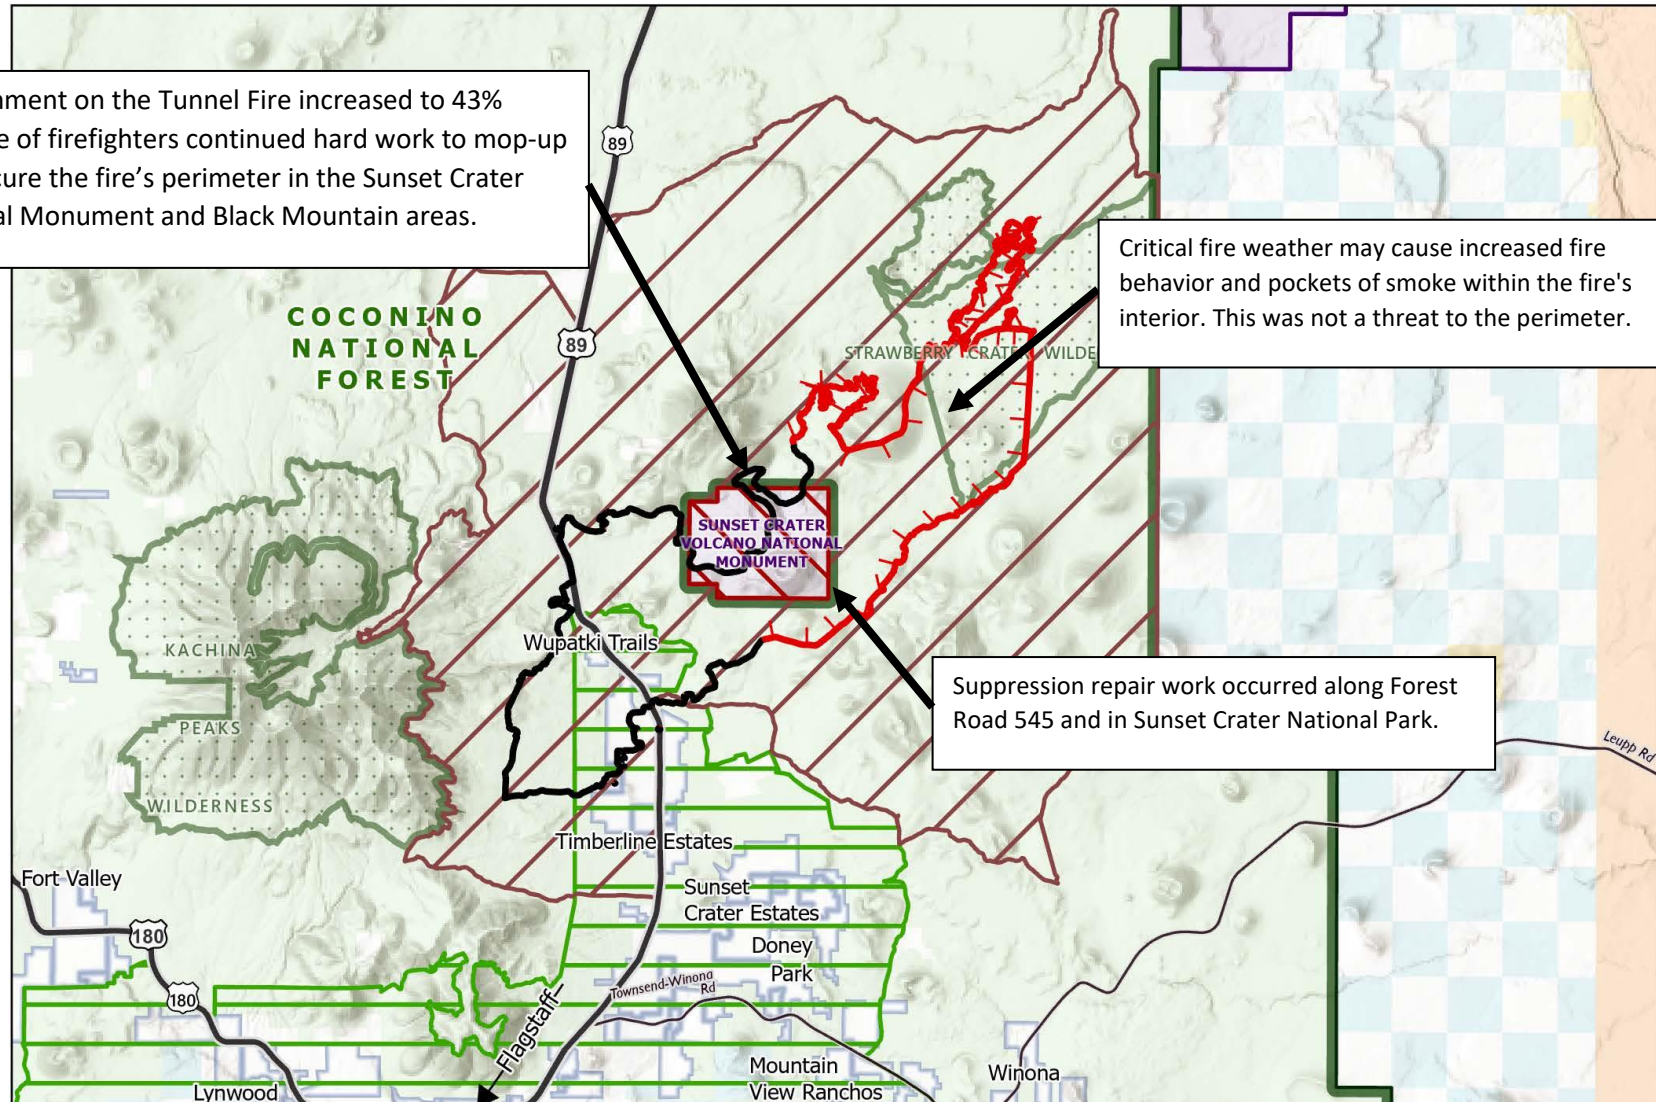 nment on the Tunnel Fire increased to 43%
e of firefighters continued hard work to mop-up
cure the fire’s perimeter in the Sunset Crater
al Monument and Black Mountain areas.
89
Critical fire weather may cause increased fire
behavior and pockets of smoke within the fire's
interior. This was not a threat to the perimeter.
COCONINO
NATIONAL
FOREST
89
STRAWBERRY CRATER WILDE
SUNSET CRATER
VOLCANO NATIONAL
MONUMENT
KACHINA
PEAKS
WILDERNESS
Wupatki Trails
Suppression repair work occurred along Forest
Road 545 and in Sunset Crater National Park.
Leupp Rd
Timberline Estates
Fort Valley
Sunset
Crater Estates
180
Doney
Park
180
Townsend-Winona
Rd
Flagstaff
Mountain
View Ranchos
Winona
Lynwood